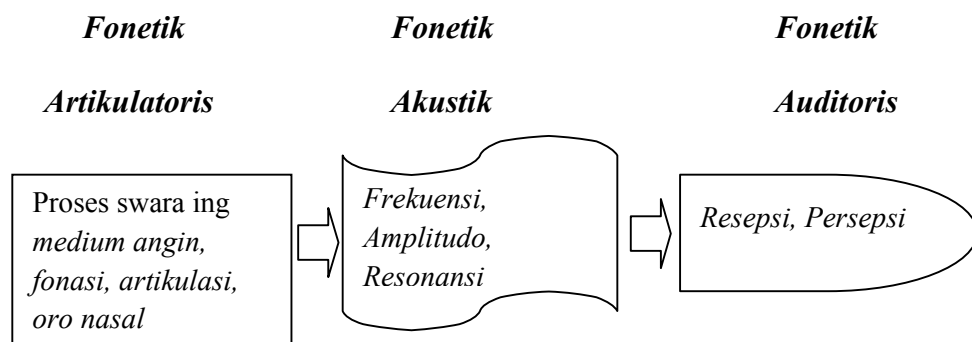 Fonetik
Artikulatoris
Fonetik
Akustik
Fonetik
Auditoris
Proses swara ing
medium angin,
fonasi, artikulasi,
oro nasal
Frekuensi,
Amplitudo,
Resonansi
Resepsi, Persepsi